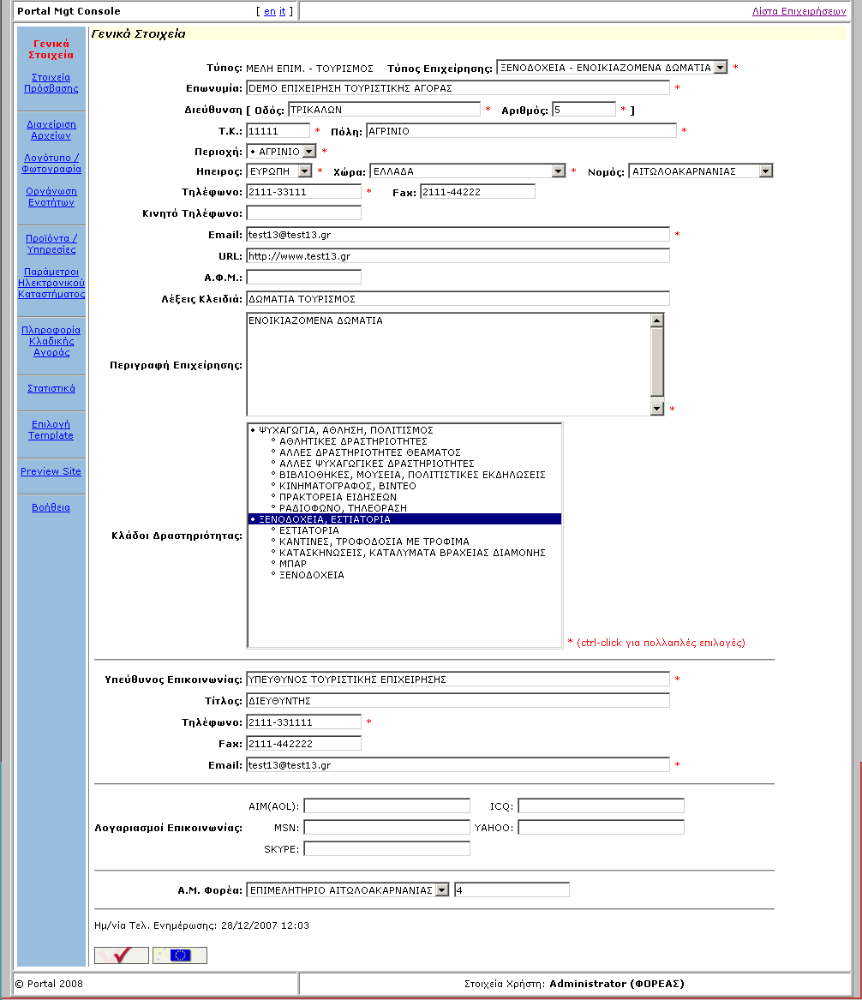 Portal Mgt Console [ en it ] Λίστα Επιχειρήσεων
Γενικά Στοιχεία
Στοιχεία Πρόσβασης
Διαχείριση Αρχείων
Λογότυπο / Φωτογραφία
Οργάνωση Ενοτήτων
Προϊόντα / Υπηρεσίες
Παράμετροι Ηλεκτρονικού Καταστήματος
Πληροφορία Κλαδικής Αγοράς
Στατιστικά
Επιλογή Template
Preview Site
Βοήθεια
Γενικά Στοιχεία
Τύπος: ΜΕΛΗ ΕΠΙΜ. - ΤΟΥΡΙΣΜΟΣ Τύπος Επιχείρησης: ΞΕΝΟΔΟΧΕΙΑ - ΕΝΟΙΚΙΑΖΟΜΕΝΑ ΔΩΜΑΤΙΑ *
Επωνυμία: DEMO ΕΠΙΧΕΙΡΗΣΗ ΤΟΥΡΙΣΤΙΚΗΣ ΑΓΟΡΑΣ *
Διεύθυνση [ Οδός: ΤΡΙΚΑΛΩΝ * Αριθμός: 5 * ]
Τ.Κ.: 11111 * Πόλη: ΑΓΡΙΝΙΟ *
Περιοχή: • ΑΓΡΙΝΙΟ *
Ηπειρος: ΕΥΡΩΠΗ * Χώρα: ΕΛΛΑΔΑ * Νομός: ΑΙΤΩΛΟΑΚΑΡΝΑΝΙΑΣ
Τηλέφωνο: 2111-33111 * Fax: 2111-44222
Κινητό Τηλέφωνο:
Email: test13@test13.gr *
URL: http://www.test13.gr
Α.Φ.Μ.:
Λέξεις Κλειδιά: ΔΩΜΑΤΙΑ ΤΟΥΡΙΣΜΟΣ
Περιγραφή Επιχείρησης: ΕΝΟΙΚΙΑΖΟΜΕΝΑ ΔΩΜΑΤΙΑ *
Κλάδοι Δραστηριότητας:
• ΨΥΧΑΓΩΓΙΑ, ΑΘΛΗΣΗ, ΠΟΛΙΤΙΣΜΟΣ
° ΑΘΛΗΤΙΚΕΣ ΔΡΑΣΤΗΡΙΟΤΗΤΕΣ
° ΑΛΛΕΣ ΔΡΑΣΤΗΡΙΟΤΗΤΕΣ ΘΕΑΜΑΤΟΣ
° ΑΛΛΕΣ ΨΥΧΑΓΩΓΙΚΕΣ ΔΡΑΣΤΗΡΙΟΤΗΤΕΣ
° ΒΙΒΛΙΟΘΗΚΕΣ, ΜΟΥΣΕΙΑ, ΠΟΛΙΤΙΣΤΙΚΕΣ ΕΚΔΗΛΩΣΕΙΣ
° ΚΙΝΗΜΑΤΟΓΡΑΦΟΣ, ΒΙΝΤΕΟ
° ΠΡΑΚΤΟΡΕΙΑ ΕΙΔΗΣΕΩΝ
° ΡΑΔΙΟΦΩΝΟ, ΤΗΛΕΟΡΑΣΗ
• ΞΕΝΟΔΟΧΕΙΑ, ΕΣΤΙΑΤΟΡΙΑ
° ΕΣΤΙΑΤΟΡΙΑ
° ΚΑΝΤΙΝΕΣ, ΤΡΟΦΟΔΟΣΙΑ ΜΕ ΤΡΟΦΙΜΑ
° ΚΑΤΑΣΚΗΝΩΣΕΙΣ, ΚΑΤΑΛΥΜΑΤΑ ΒΡΑΧΕΙΑΣ ΔΙΑΜΟΝΗΣ
° ΜΠΑΡ
° ΞΕΝΟΔΟΧΕΙΑ
* (ctrl-click για πολλαπλές επιλογές)
Υπεύθυνος Επικοινωνίας: ΥΠΕΥΘΥΝΟΣ ΤΟΥΡΙΣΤΙΚΗΣ ΕΠΙΧΕΙΡΗΣΗΣ *
Τίτλος: ΔΙΕΥΘΥΝΤΗΣ
Τηλέφωνο: 2111-331111 *
Fax: 2111-442222
Email: test13@test13.gr *
AIM(AOL): ICQ:
Λογαριασμοί Επικοινωνίας: MSN: YAHOO:
SKYPE:
Α.Μ. Φορέα: ΕΠΙΜΕΛΗΤΗΡΙΟ ΑΙΤΩΛΟΑΚΑΡΝΑΝΙΑΣ 4
Ημ/νία Τελ. Ενημέρωσης: 28/12/2007 12:03
© Portal 2008 Στοιχεία Χρήστη: Administrator (ΦΟΡΕΑΣ)